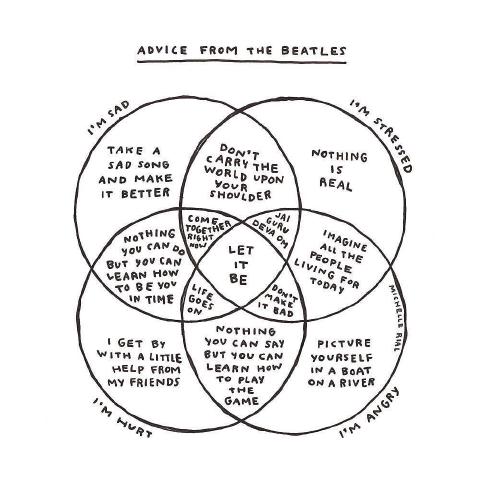 ADVICE FROM THE BEATLES
I'M SAD
I'M STRESSED
TAKE A
SAD SONG
AND MAKE
IT BETTER
DON'T
CARRY THE
WORLD UPON
YOUR
SHOULDER
NOTHING
IS
REAL
COME
TOGETHER
RIGHT
NOW
JAI
GURU
DEVA OM
NOTHING
YOU CAN DO
BUT YOU CAN
LEARN HOW
TO BE YOU
IN TIME
LET
IT
BE
IMAGINE
ALL THE
PEOPLE
LIVING FOR
TODAY
LIFE
GOES
ON
DON'T
MAKE
IT BAD
MICHELLE RIAL
I GET BY
WITH A LITTLE
HELP FROM
MY FRIENDS
NOTHING
YOU CAN SAY
BUT YOU CAN
LEARN HOW
TO PLAY
THE
GAME
PICTURE
YOURSELF
IN A BOAT
ON A RIVER
I'M HURT
I'M ANGRY